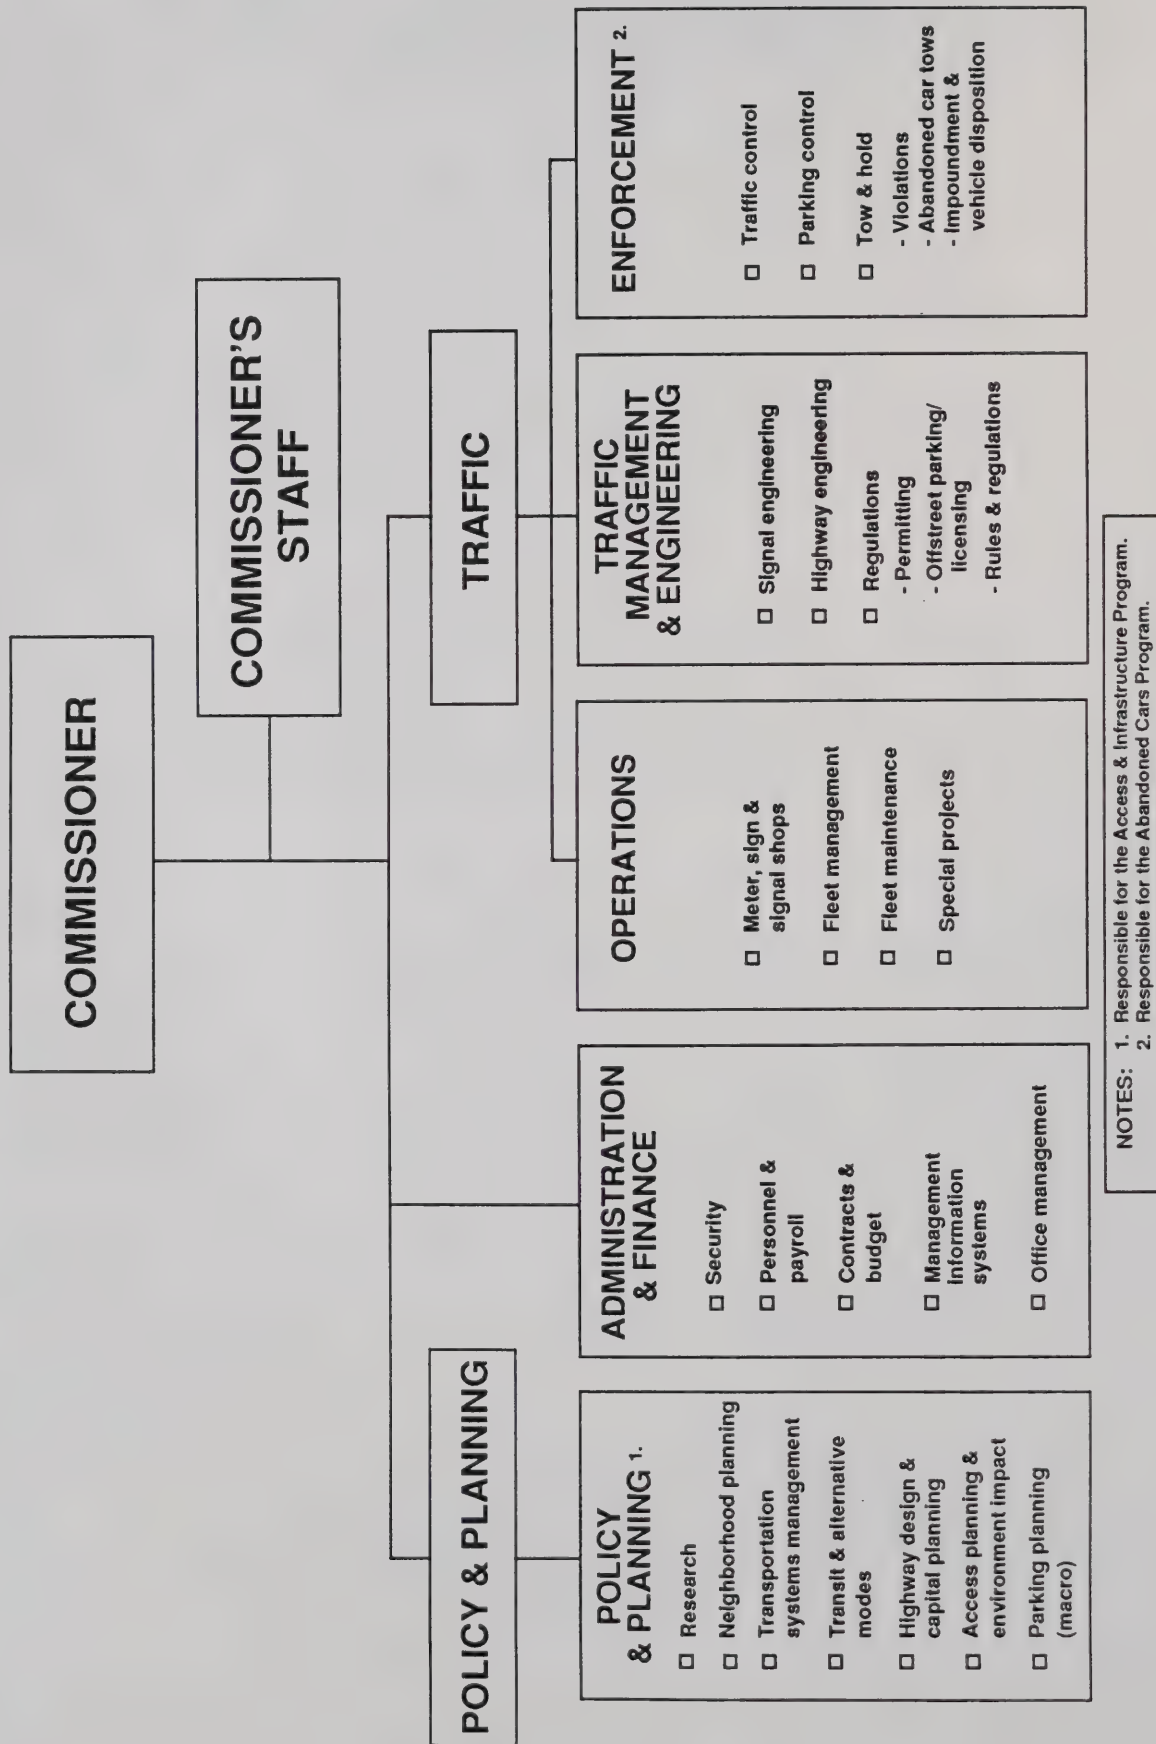 COMMISSIONER
COMMISSIONER'S
STAFF
POLICY & PLANNING
TRAFFIC
POLICY
& PLANNING 1.
□ Research
□ Neighborhood planning
□ Transportation
systems management
□ Transit & alternative
modes
□ Highway design &
capital planning
□ Access planning &
environment impact
□ Parking planning
(macro)
ADMINISTRATION
& FINANCE
□ Security
□ Personnel &
payroll
□ Contracts &
budget
□ Management
Information
systems
□ Office management
OPERATIONS
□ Meter, sign &
signal shops
□ Fleet management
□ Fleet maintenance
□ Special projects
TRAFFIC
MANAGEMENT
& ENGINEERING
□ Signal engineering
□ Highway engineering
□ Regulations
- Permitting
- Offstreet parking/
licensing
- Rules & regulations
ENFORCEMENT 2.
□ Traffic control
□ Parking control
□ Tow & hold
- Violations
- Abandoned car tows
- Impoundment &
vehicle disposition
NOTES: 1. Responsible for the Access & Infrastructure Program.
2. Responsible for the Abandoned Cars Program.